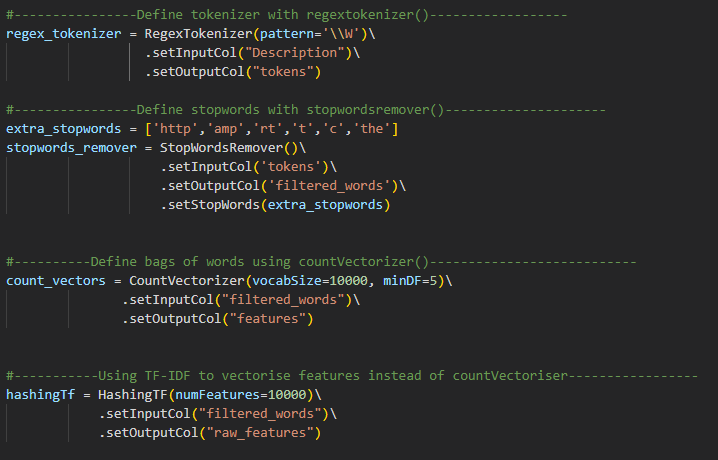 #----------------Define tokenizer with regextokenizer()------------------
regex_tokenizer = RegexTokenizer(pattern='\\W')\
.setInputCol("Description")\
.setOutputCol("tokens")
#----------------Define stopwords with stopwordsremover()---------------------
extra_stopwords = ['http','amp','rt','t','c','the']
stopwords_remover = StopWordsRemover()\
.setInputCol('tokens')\
.setOutputCol('filtered_words')\
.setStopWords(extra_stopwords)
#----------Define bags of words using countVectorizer()---------------------------
count_vectors = CountVectorizer(vocabSize=10000, minDF=5)\
.setInputCol("filtered_words")\
.setOutputCol("features")
#-----------Using TF-IDF to vectorise features instead of countVectoriser-----------------
hashingTf = HashingTF(numFeatures=10000)\
.setInputCol("filtered_words")\
.setOutputCol("raw_features")